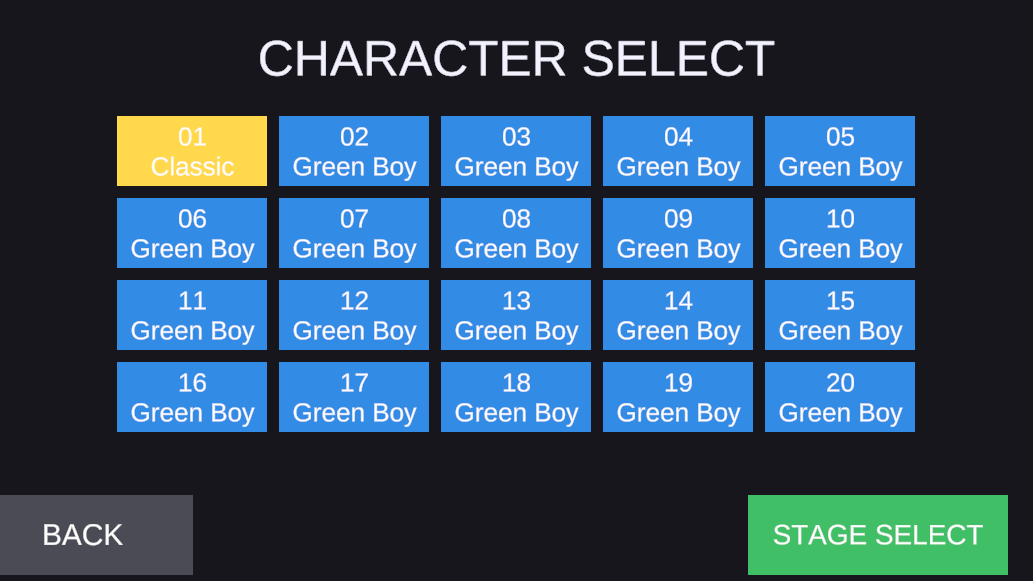 CHARACTER SELECT
01
Classic
02
Green Boy
03
Green Boy
04
Green Boy
05
Green Boy
06
Green Boy
07
Green Boy
08
Green Boy
09
Green Boy
10
Green Boy
11
Green Boy
12
Green Boy
13
Green Boy
14
Green Boy
15
Green Boy
16
Green Boy
17
Green Boy
18
Green Boy
19
Green Boy
20
Green Boy
BACK
STAGE SELECT